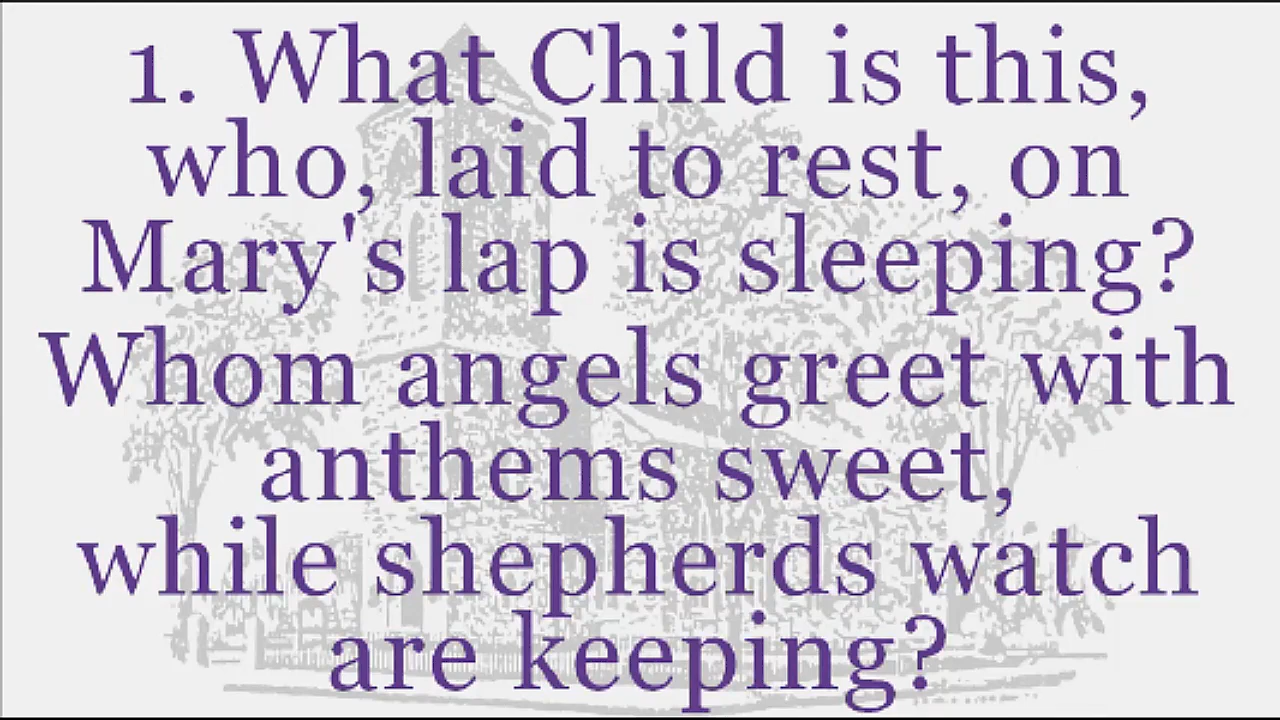 1. What Child is this,
who, laid to rest, on
Mary's lap is sleeping?
Whom angels greet with
anthems sweet,
while shepherds watch
are keeping?